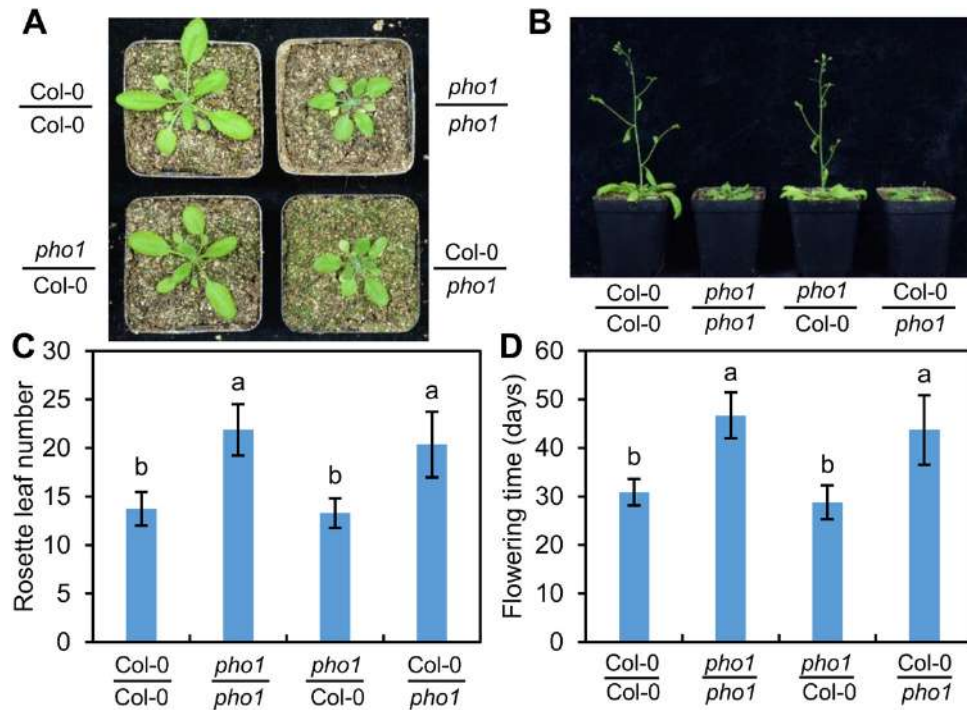 A
Col-0
Col-0
pho1
pho1
pho1
Col-0
Col-0
pho1
B
Col-0
Col-0
pho1
pho1
pho1
Col-0
Col-0
pho1
C
Rosette leaf number
30
25
20
15
10
5
0
b
a
b
a
Col-0
Col-0
pho1
pho1
pho1
Col-0
Col-0
pho1
D
Flowering time (days)
60
50
40
30
20
10
0
b
a
b
a
Col-0
Col-0
pho1
pho1
pho1
Col-0
Col-0
pho1